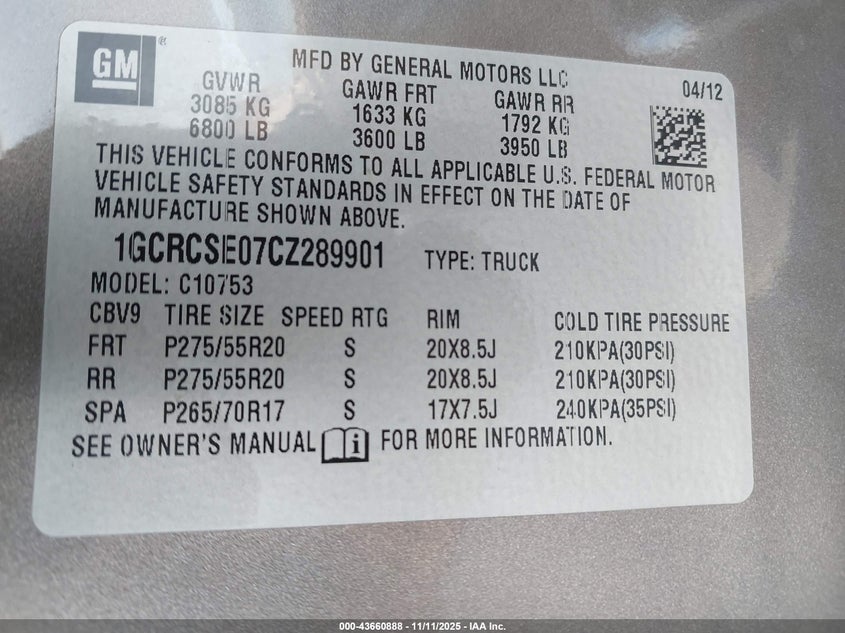 GM ®
MFD BY GENERAL MOTORS LLC
04/12
GVWR GAWR FRT GAWR RR
3085 KG 1633 KG 1792 KG
6800 LB 3600 LB 3950 LB
THIS VEHICLE CONFORMS TO ALL APPLICABLE U.S. FEDERAL MOTOR
VEHICLE SAFETY STANDARDS IN EFFECT ON THE DATE OF
MANUFACTURE SHOWN ABOVE.
1GCRCSE07CZ289901 TYPE: TRUCK
MODEL: C10753
CBV9 TIRE SIZE SPEED RTG RIM COLD TIRE PRESSURE
FRT P275/55R20 S 20X8.5J 210KPA(30PSI)
RR P275/55R20 S 20X8.5J 210KPA(30PSI)
SPA P265/70R17 S 17X7.5J 240KPA(35PSI)
SEE OWNER'S MANUAL i FOR MORE INFORMATION.
000-43660888 - 11/11/2025 - IAA Inc.